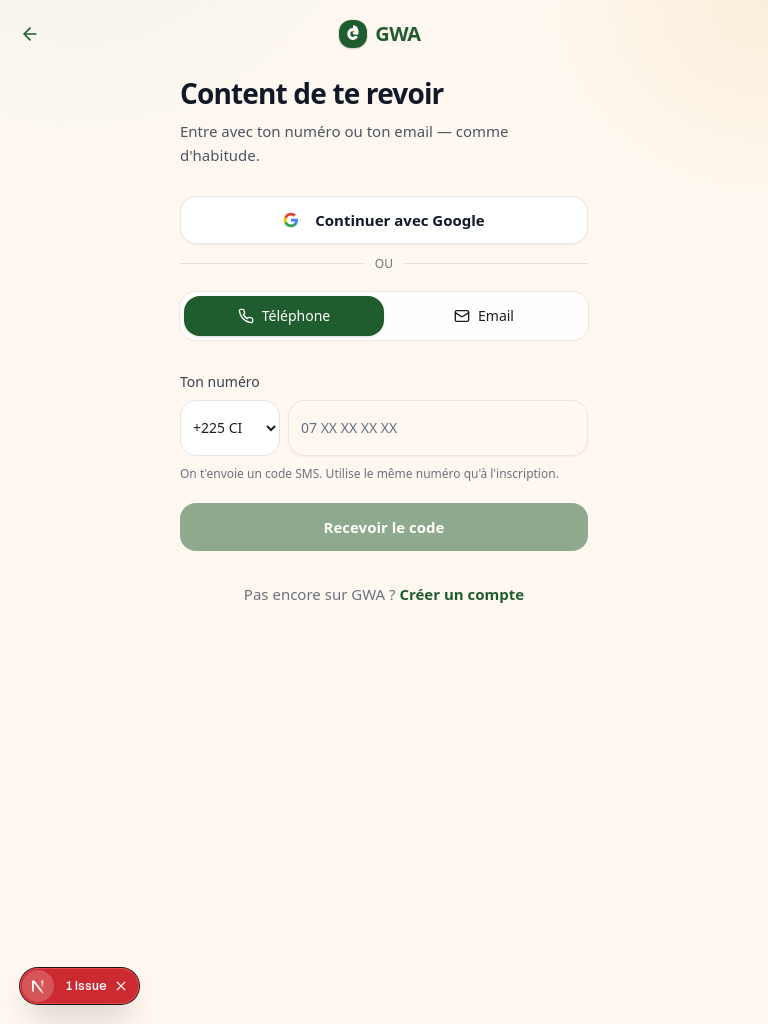 GWA
Content de te revoir
Entre avec ton numéro ou ton email — comme
d'habitude.
Continuer avec Google
OU
Téléphone
Email
Ton numéro
+225 CI
07 XX XX XX XX
On t'envoie un code SMS. Utilise le même numéro qu'à l'inscription.
Recevoir le code
Pas encore sur GWA ? Créer un compte
1 Issue